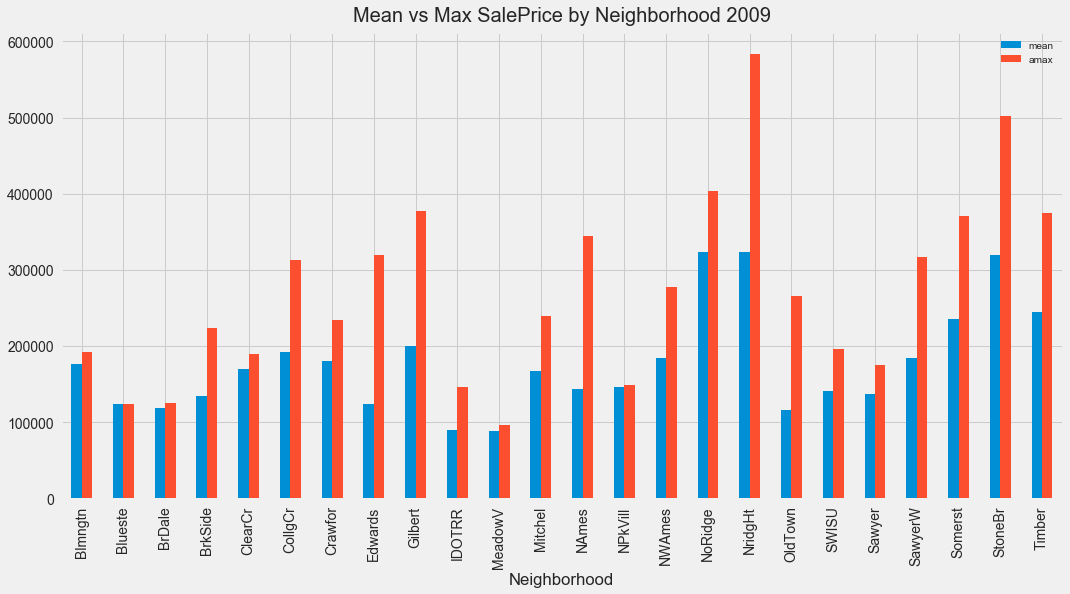 Mean vs Max SalePrice by Neighborhood 2009
mean
amax
600000
500000
400000
300000
200000
100000
0
Blmngtn
Blueste
BrDale
BrkSide
ClearCr
CollgCr
Crawfor
Edwards
Gilbert
IDOTRR
MeadowV
Mitchel
NAmes
NPkVill
NWAmes
NoRidge
NridgHt
OldTown
SWISU
Sawyer
SawyerW
Somerst
StoneBr
Timber
Neighborhood